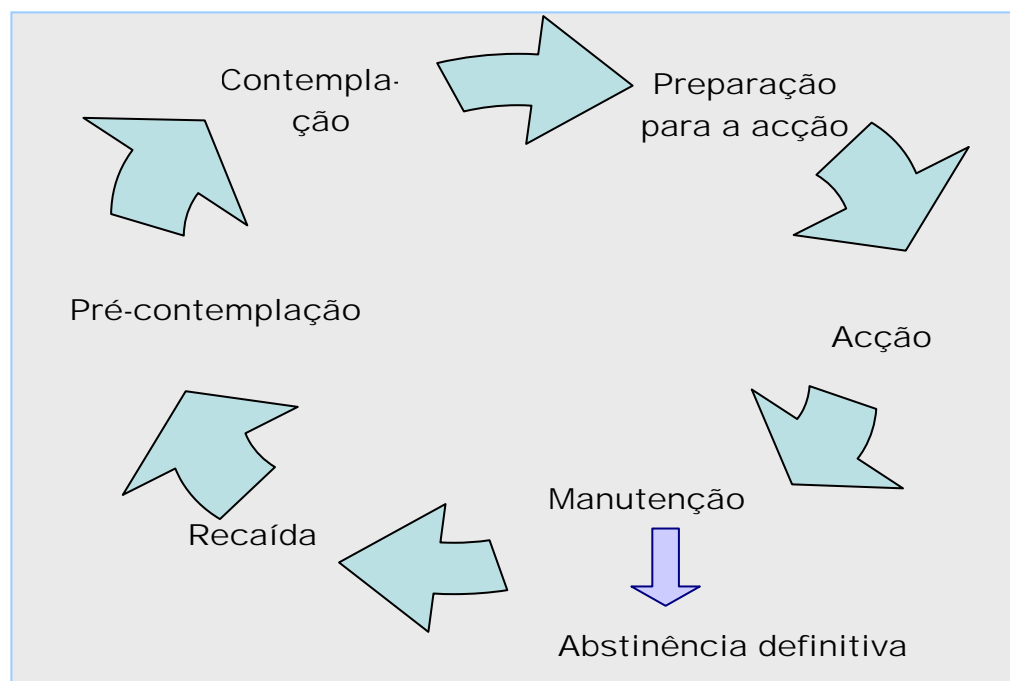 Contempla-
ção
Preparação
para a acção
Pré-contemplação
Acção
Manutenção
Recaída
Abstinência definitiva